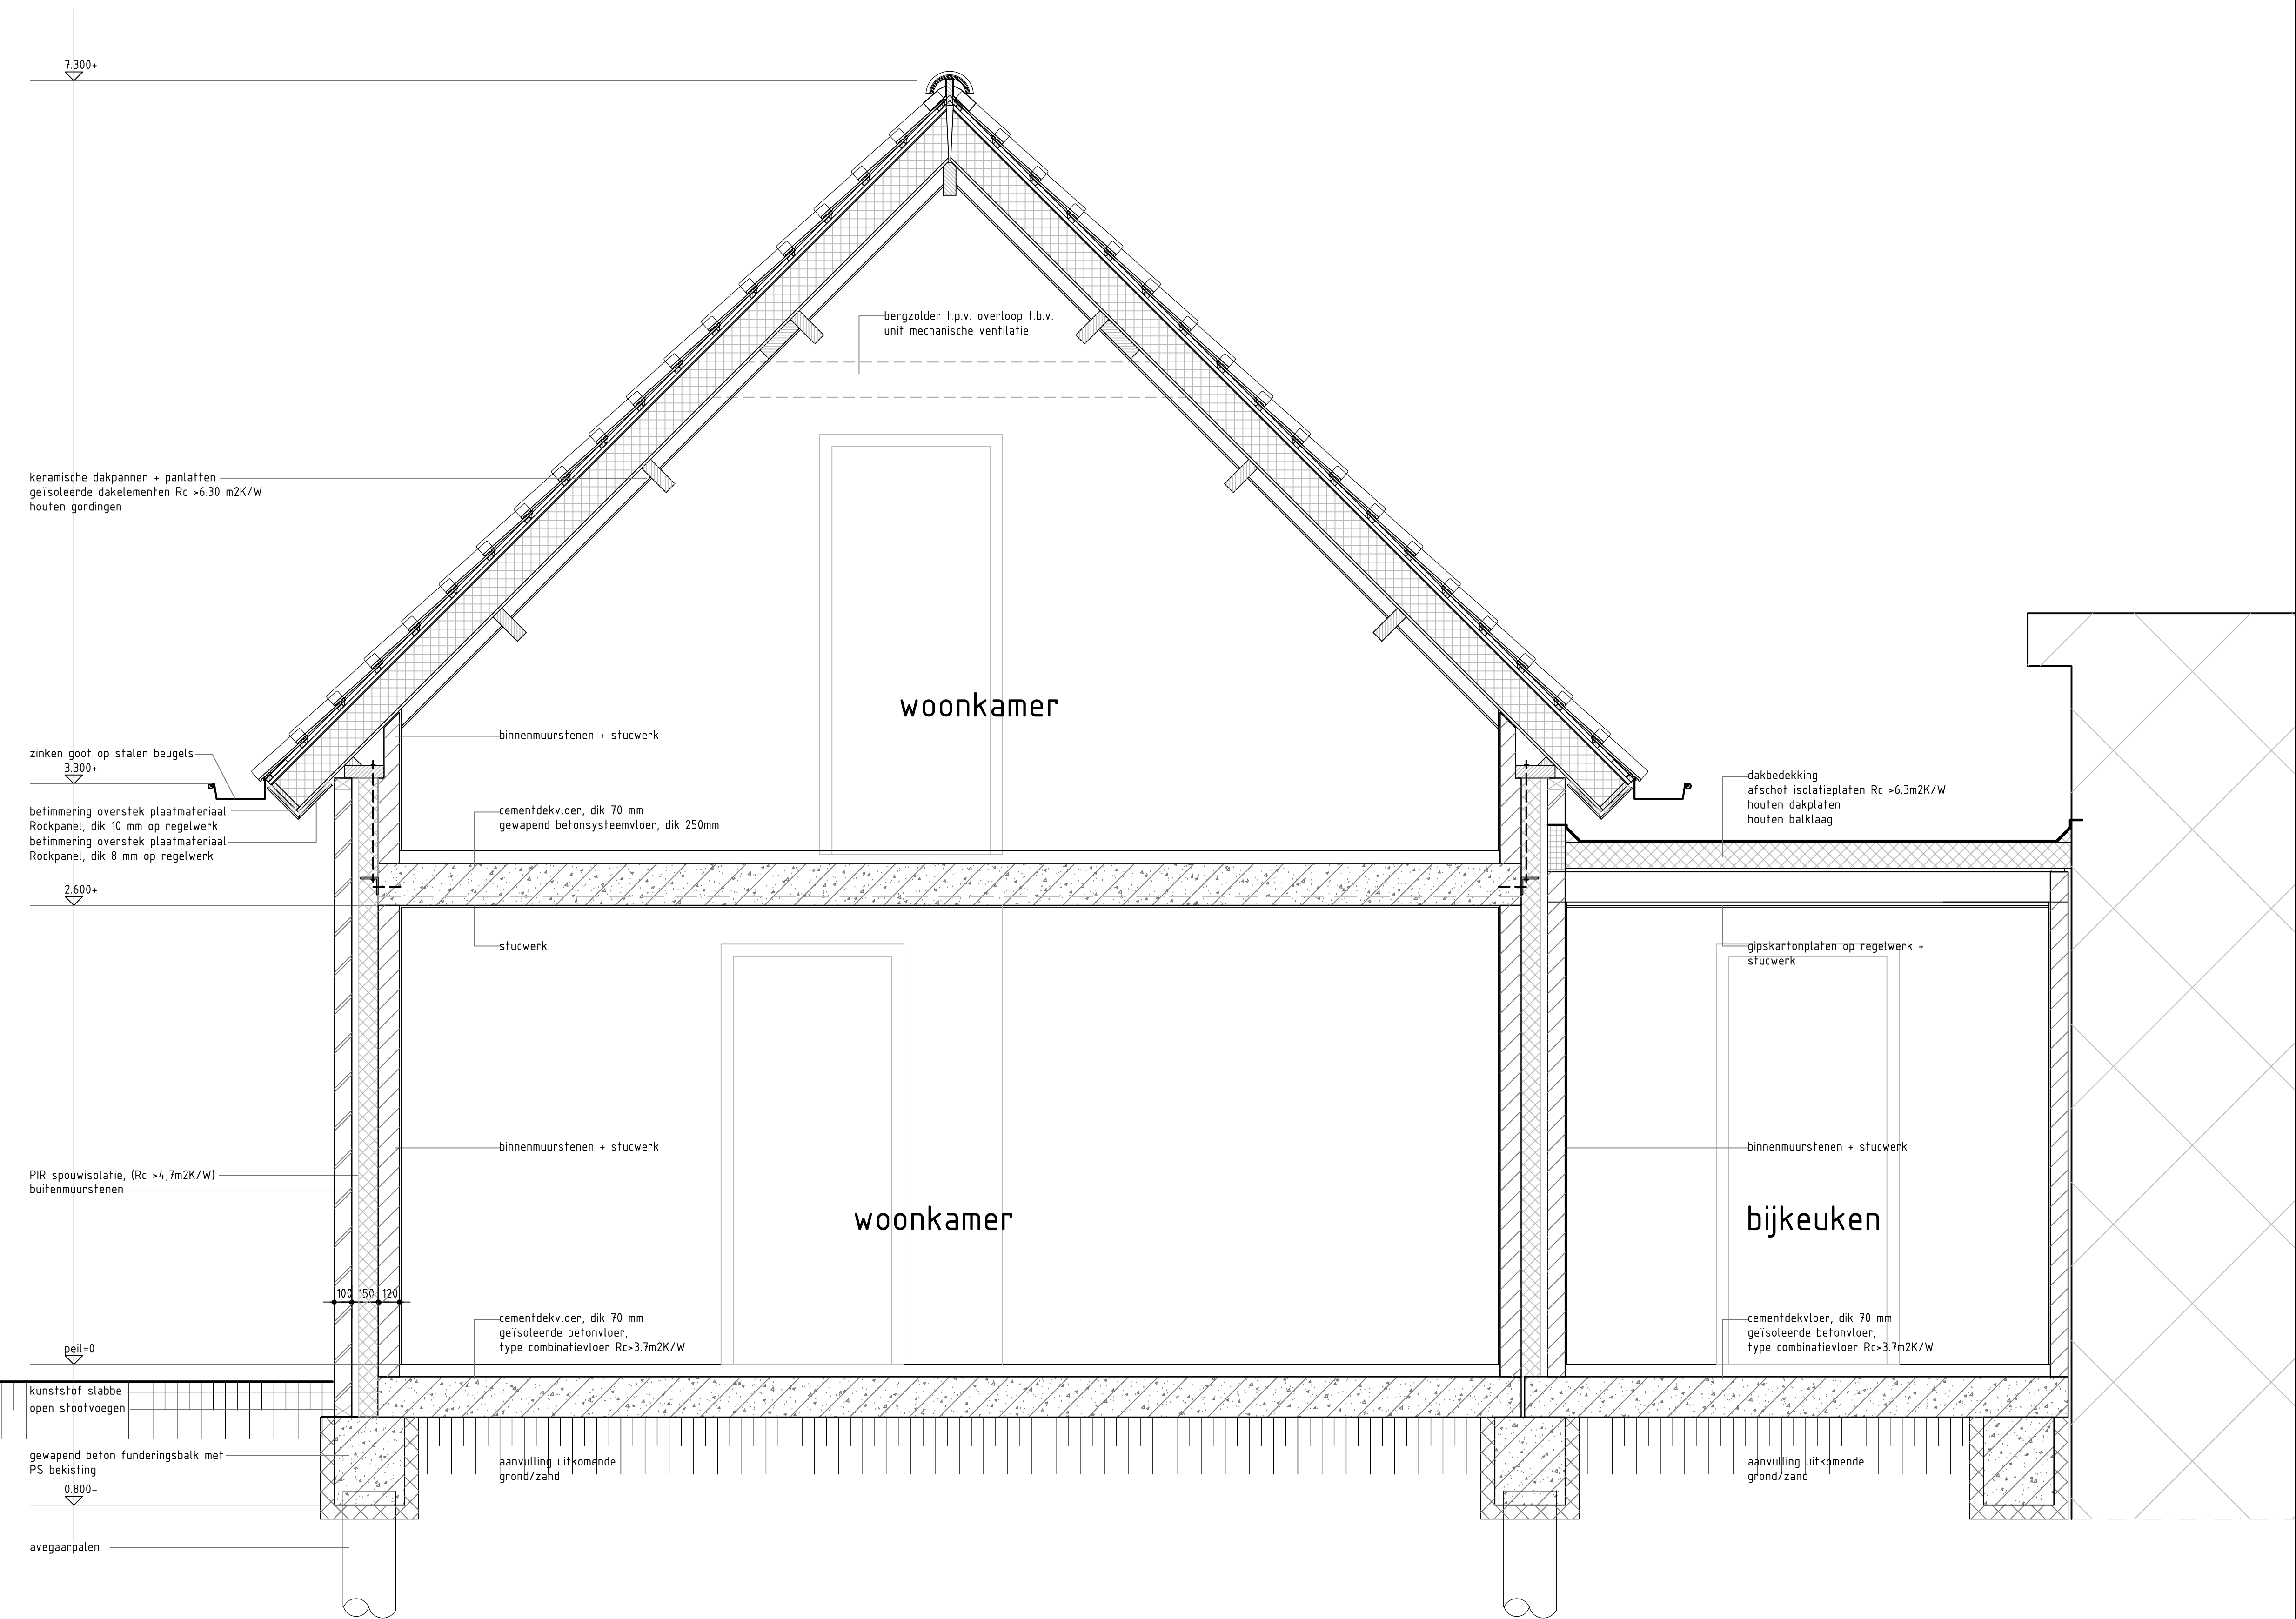 7.300+
bergzolder t.p.v. overloop t.b.v.
unit mechanische ventilatie
keramische dakpannen + panlatten
geïsoleerde dakelementen Rc >6.30 m2K/W
houten gordingen
woonkamer
binnenmuurstenen + stucwerk
zinken goot op stalen beugels
3.300+
dakbedekking
afschot isolatieplaten Rc >6.3m2K/W
houten dakplaten
houten balklaag
betimmering overstek plaatmateriaal
Rockpanel, dik 10 mm op regelwerk
betimmering overstek plaatmateriaal
Rockpanel, dik 8 mm op regelwerk
cementdekvloer, dik 70 mm
gewapend betonsysteemvloer, dik 250mm
2.600+
stucwerk
gipskartonplaten op regelwerk +
stucwerk
binnenmuurstenen + stucwerk
binnenmuurstenen + stucwerk
PIR spouwisolatie, (Rc >4,7m2K/W)
buitenmuurstenen
woonkamer
bijkeuken
100 150 120
cementdekvloer, dik 70 mm
geïsoleerde betonvloer,
type combinatievloer Rc>3.7m2K/W
cementdekvloer, dik 70 mm
geïsoleerde betonvloer,
type combinatievloer Rc>3.7m2K/W
peil=0
kunststof slabbe
open stootvoegen
gewapend beton funderingsbalk met
PS bekisting
aanvulling uitkomende
grond/zand
aanvulling uitkomende
grond/zand
0.800-
avegaarpalen